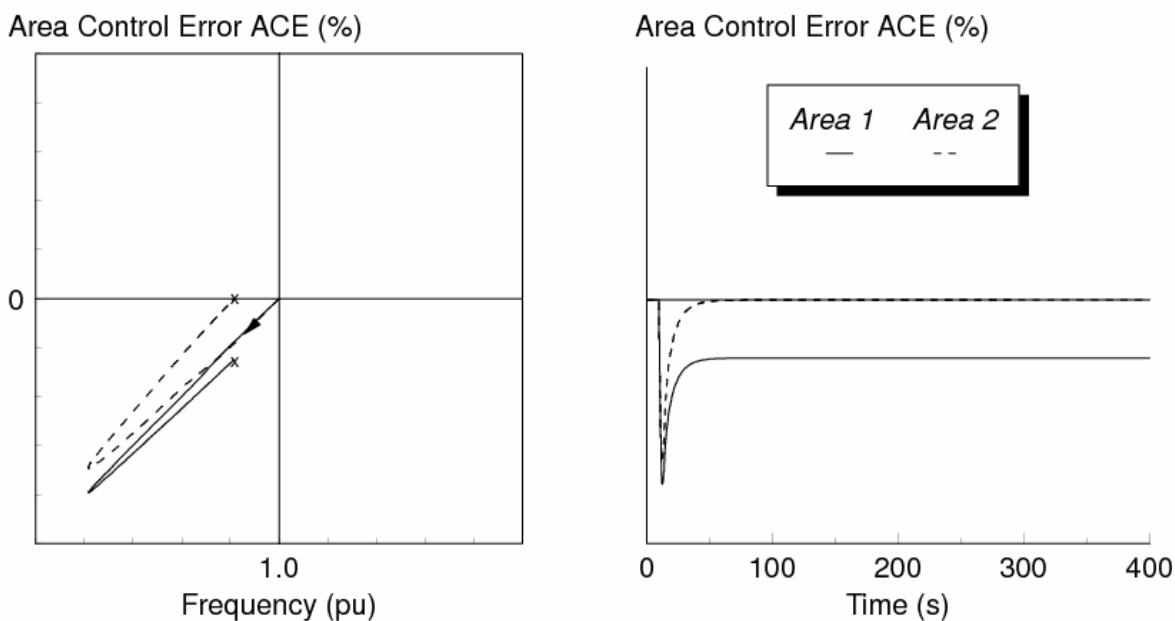 Area Control Error ACE (%)
0
x
x
1.0
Frequency (pu)
Area Control Error ACE (%)
Area 1 Area 2
0 100 200 300 400
Time (s)